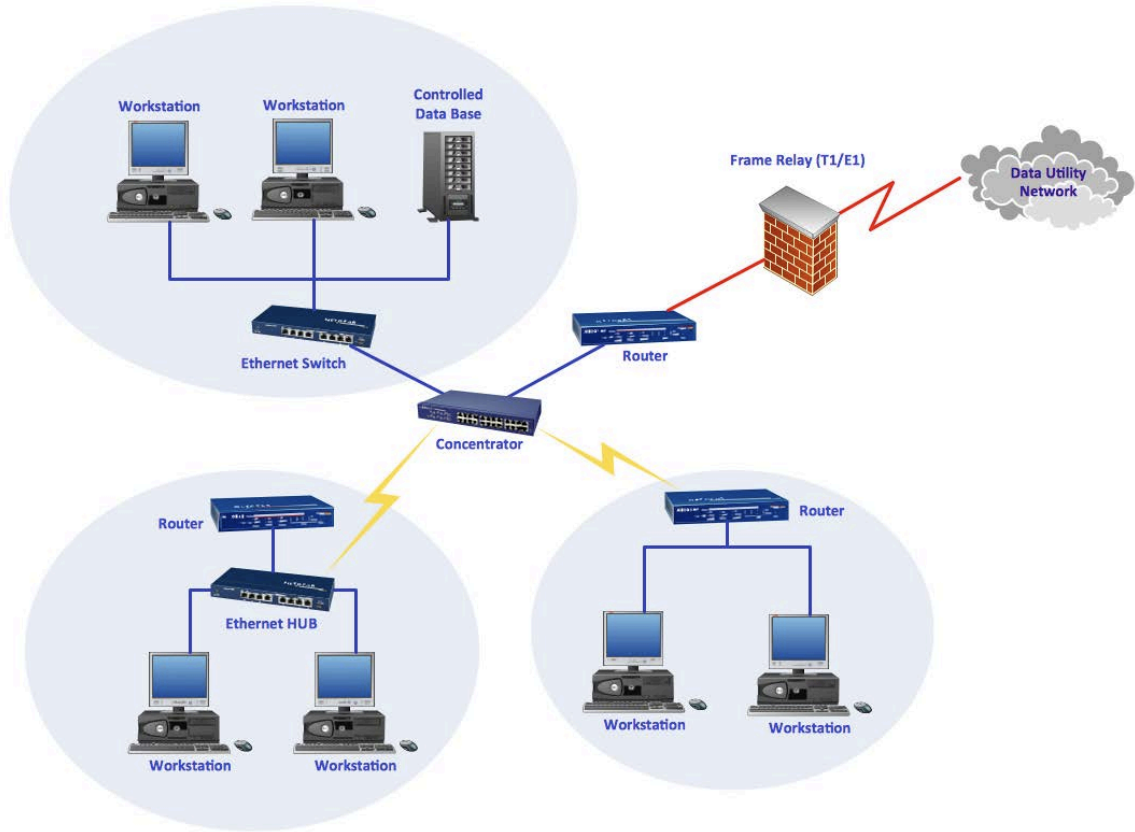 Workstation
Workstation
Controlled
Data Base
Frame Relay (T1/E1)
Data Utility
Network
Ethernet Switch
Router
Concentrator
Router
Ethernet HUB
Workstation
Workstation
Router
Workstation
Workstation